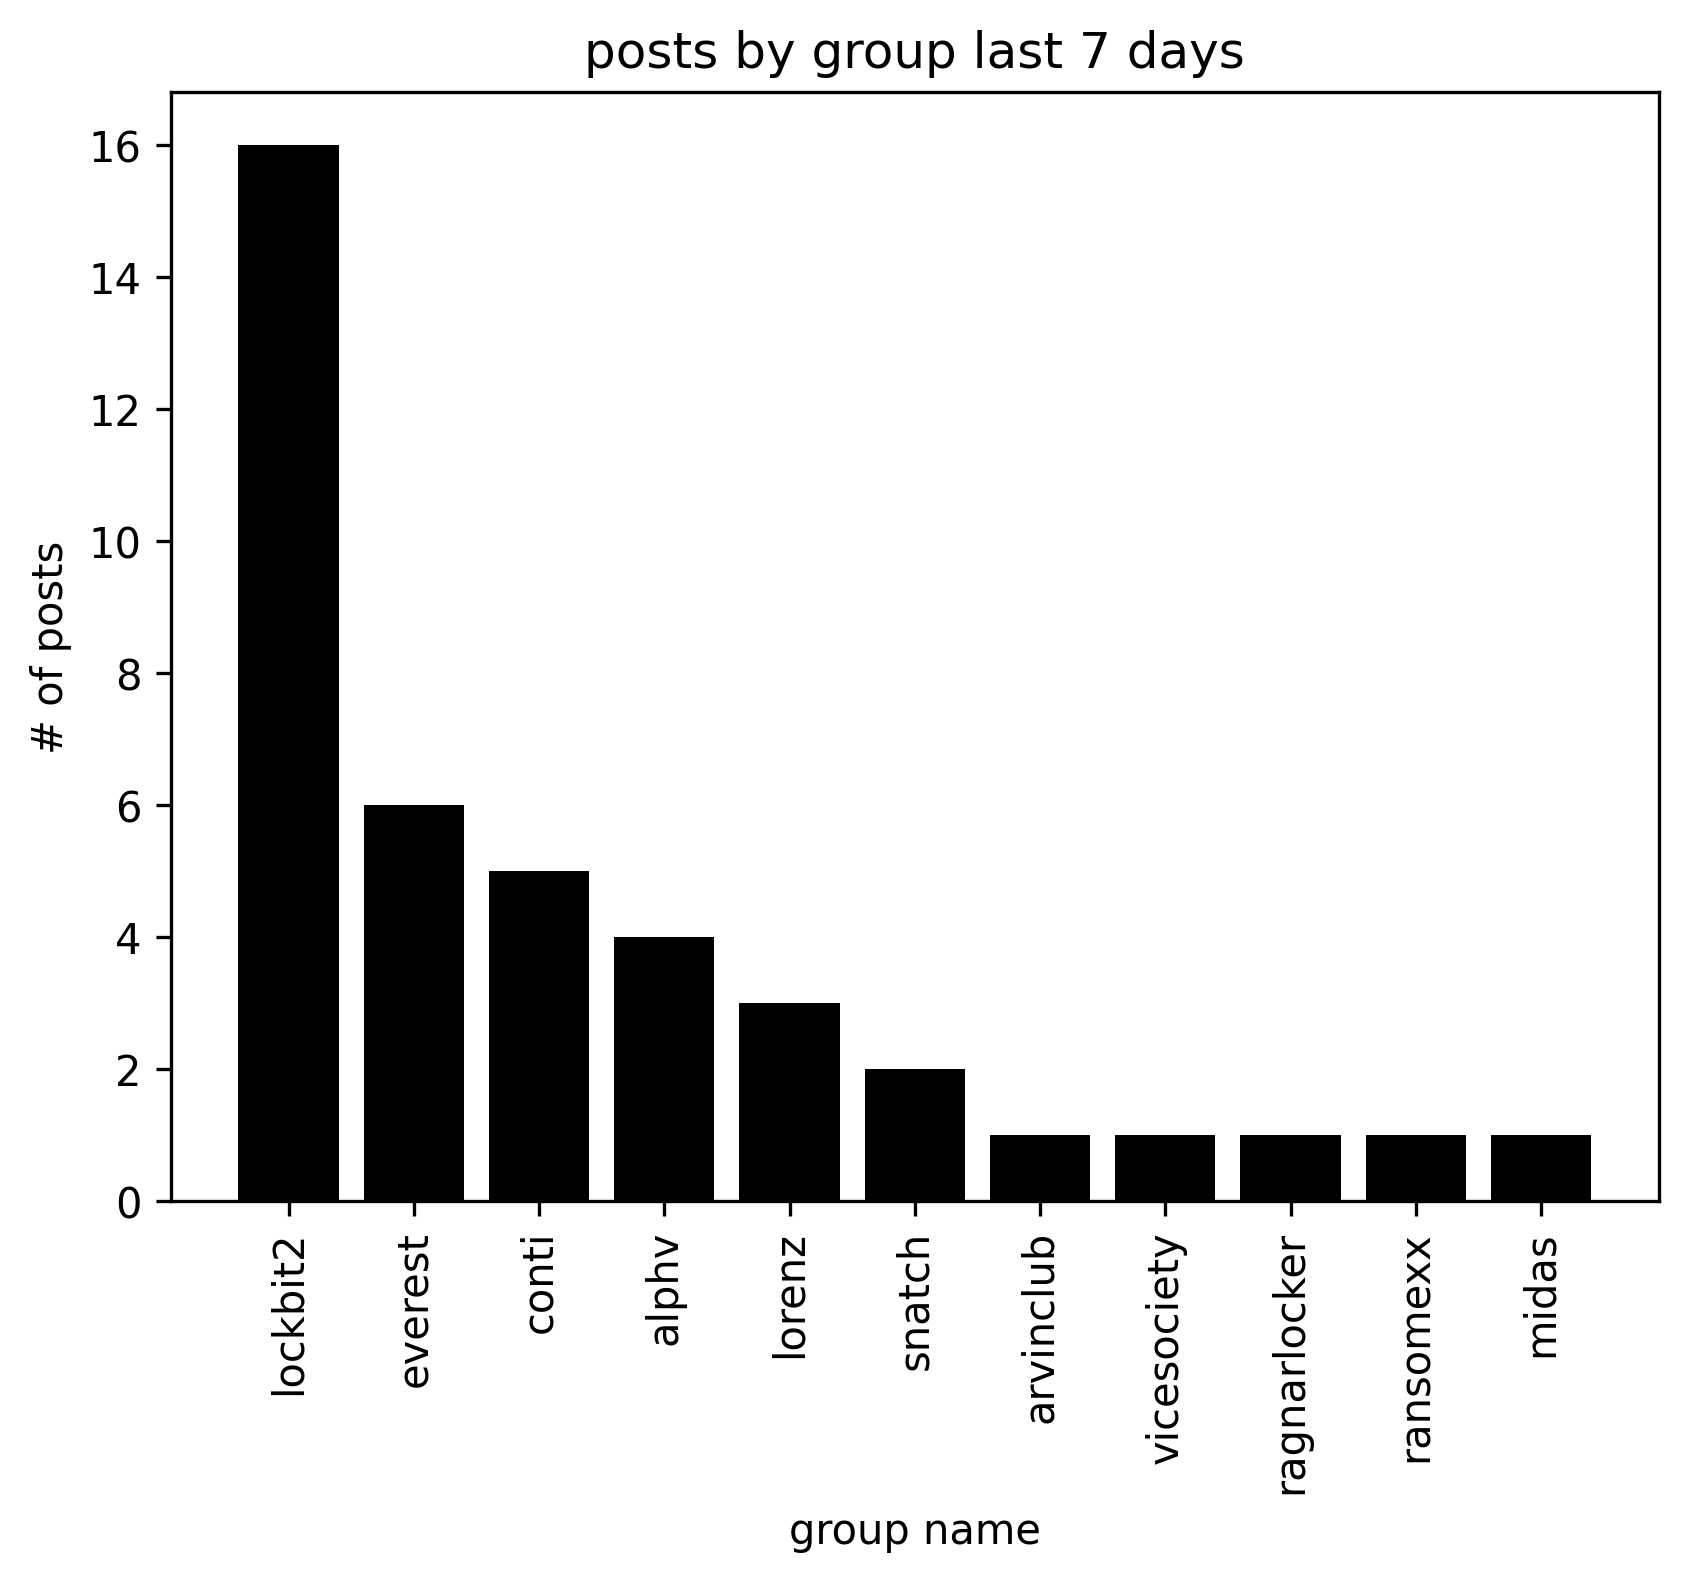 posts by group last 7 days
16
14
12
10
8
6
4
2
0
# of posts
lockbit2
everest
conti
alphv
lorenz
snatch
arvinclub
vicesociety
ragnarlocker
ransomexx
midas
group name